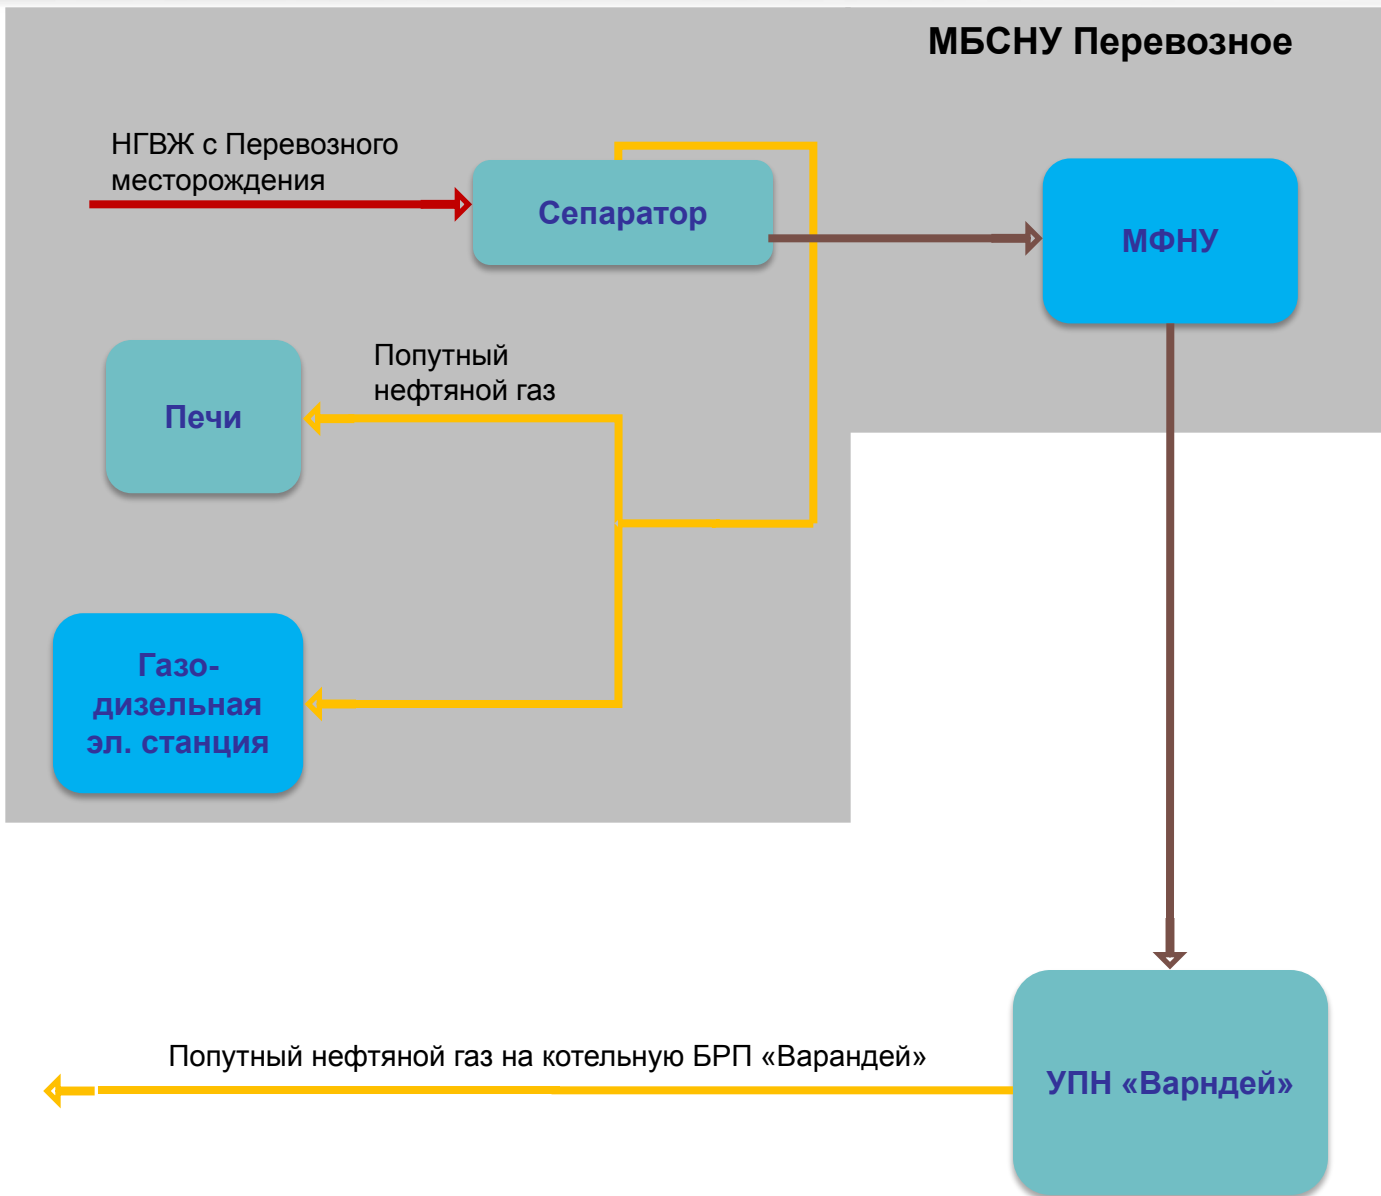 МБСНУ Перевозное
НГВЖ с Перевозного
месторождения
Сепаратор
МФНУ
Попутный
нефтяной газ
Печи
Газо-
дизельная
эл. станция
Попутный нефтяной газ на котельную БРП «Варандей»
УПН «Варндей»